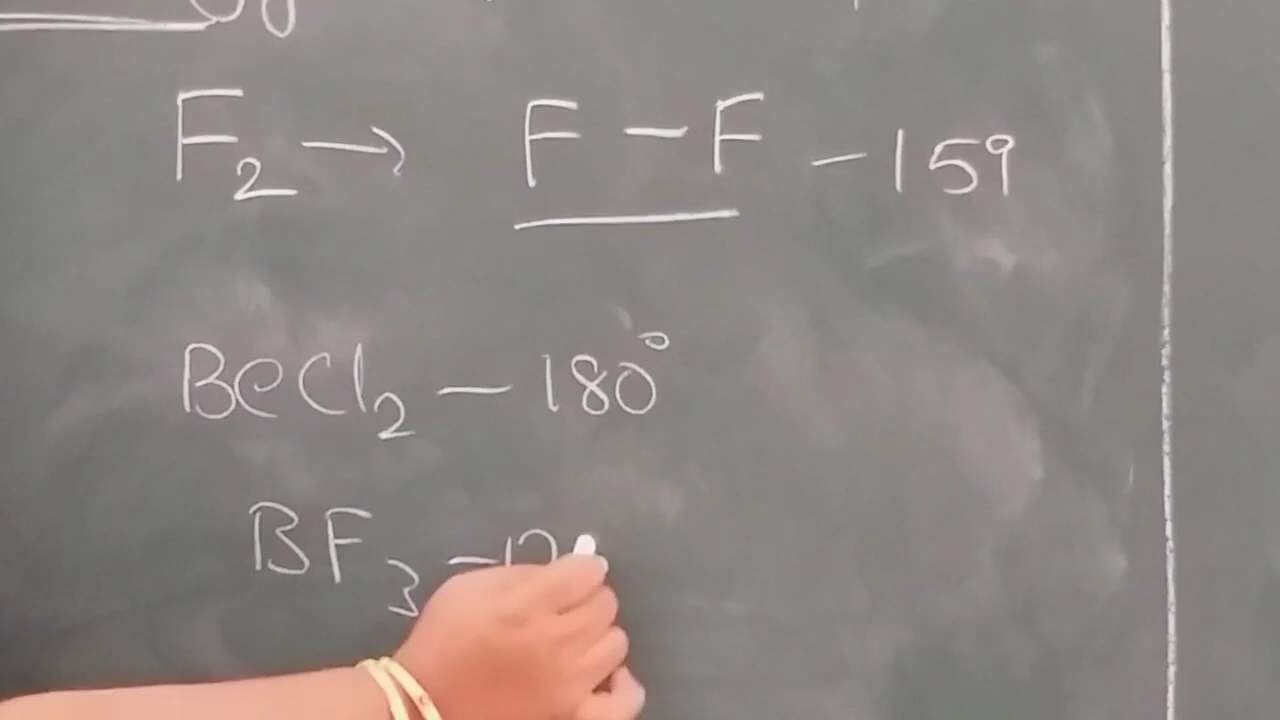 F₂ → F – F – 159
BeCl₂ – 180°
BF₃ – 12